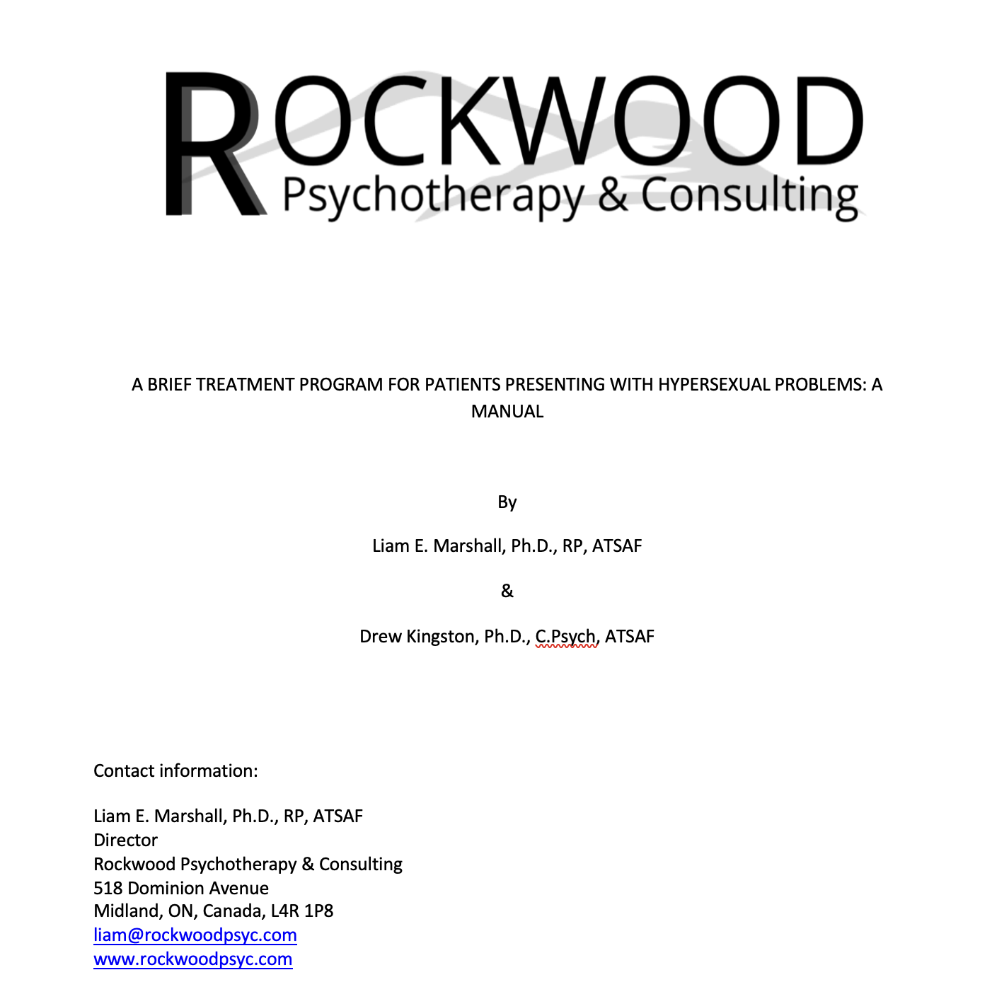 ROCKWOOD
Psychotherapy & Consulting
A BRIEF TREATMENT PROGRAM FOR PATIENTS PRESENTING WITH HYPERSEXUAL PROBLEMS: A
MANUAL
By
Liam E. Marshall, Ph.D., RP, ATSAF
&
Drew Kingston, Ph.D., C.Psych, ATSAF
Contact information:
Liam E. Marshall, Ph.D., RP, ATSAF
Director
Rockwood Psychotherapy & Consulting
518 Dominion Avenue
Midland, ON, Canada, L4R 1P8
liam@rockwoodpsyc.com
www.rockwoodpsyc.com